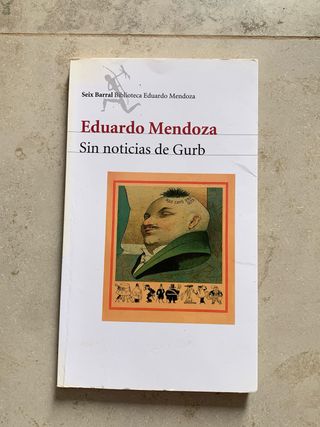 Seix Barral Biblioteca Eduardo Mendoza
Eduardo Mendoza
Sin noticias de Gurb